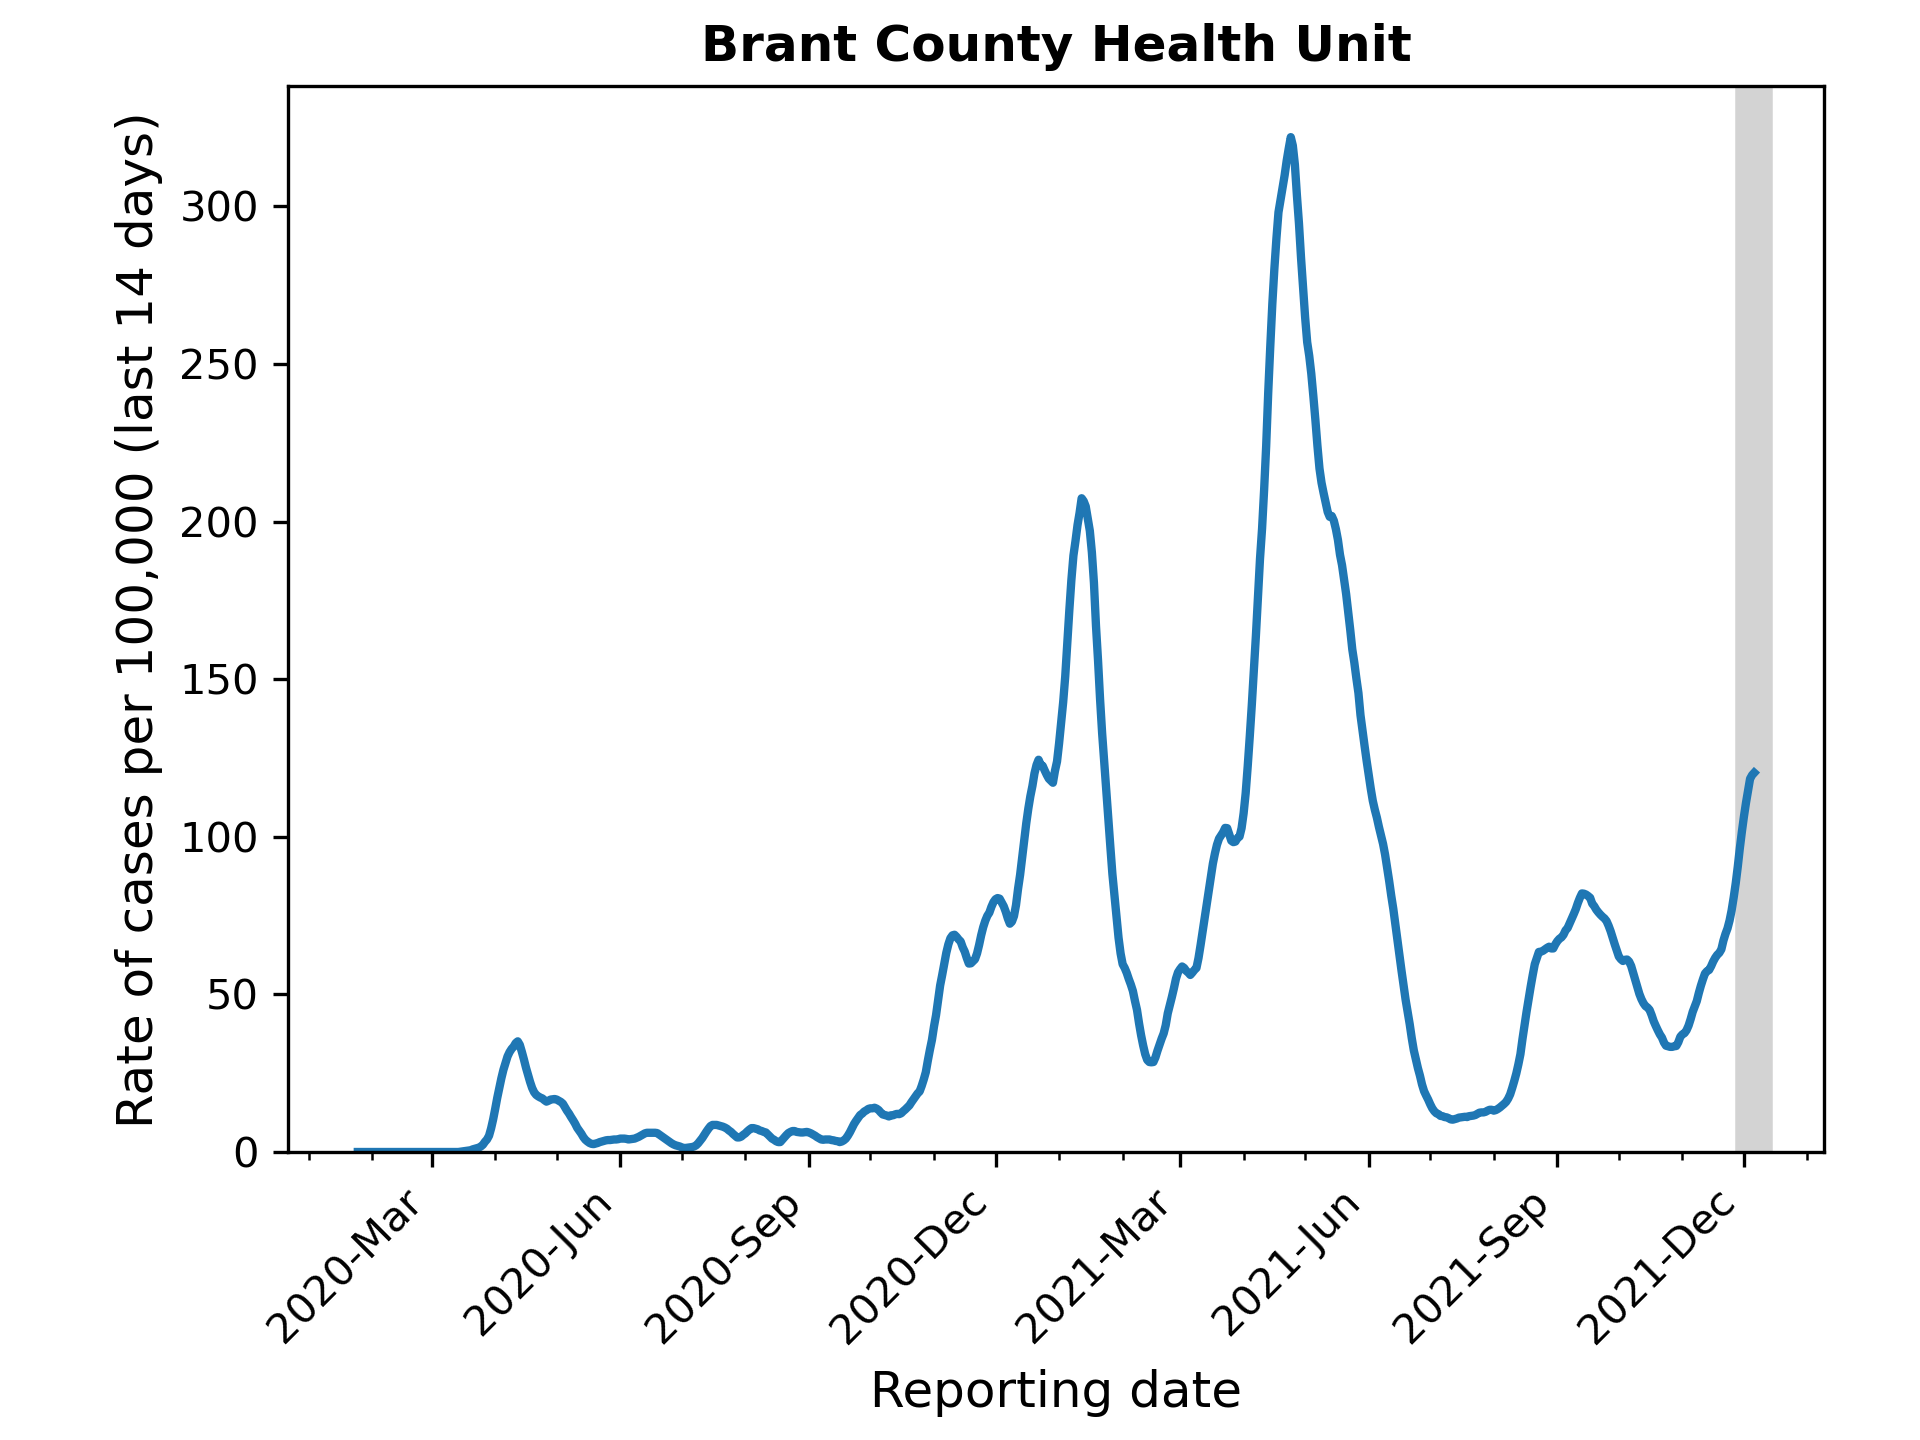 Brant County Health Unit
Rate of cases per 100,000 (last 14 days)
300
250
200
150
100
50
0
2020-Mar
2020-Jun
2020-Sep
2020-Dec
2021-Mar
2021-Jun
2021-Sep
2021-Dec
Reporting date